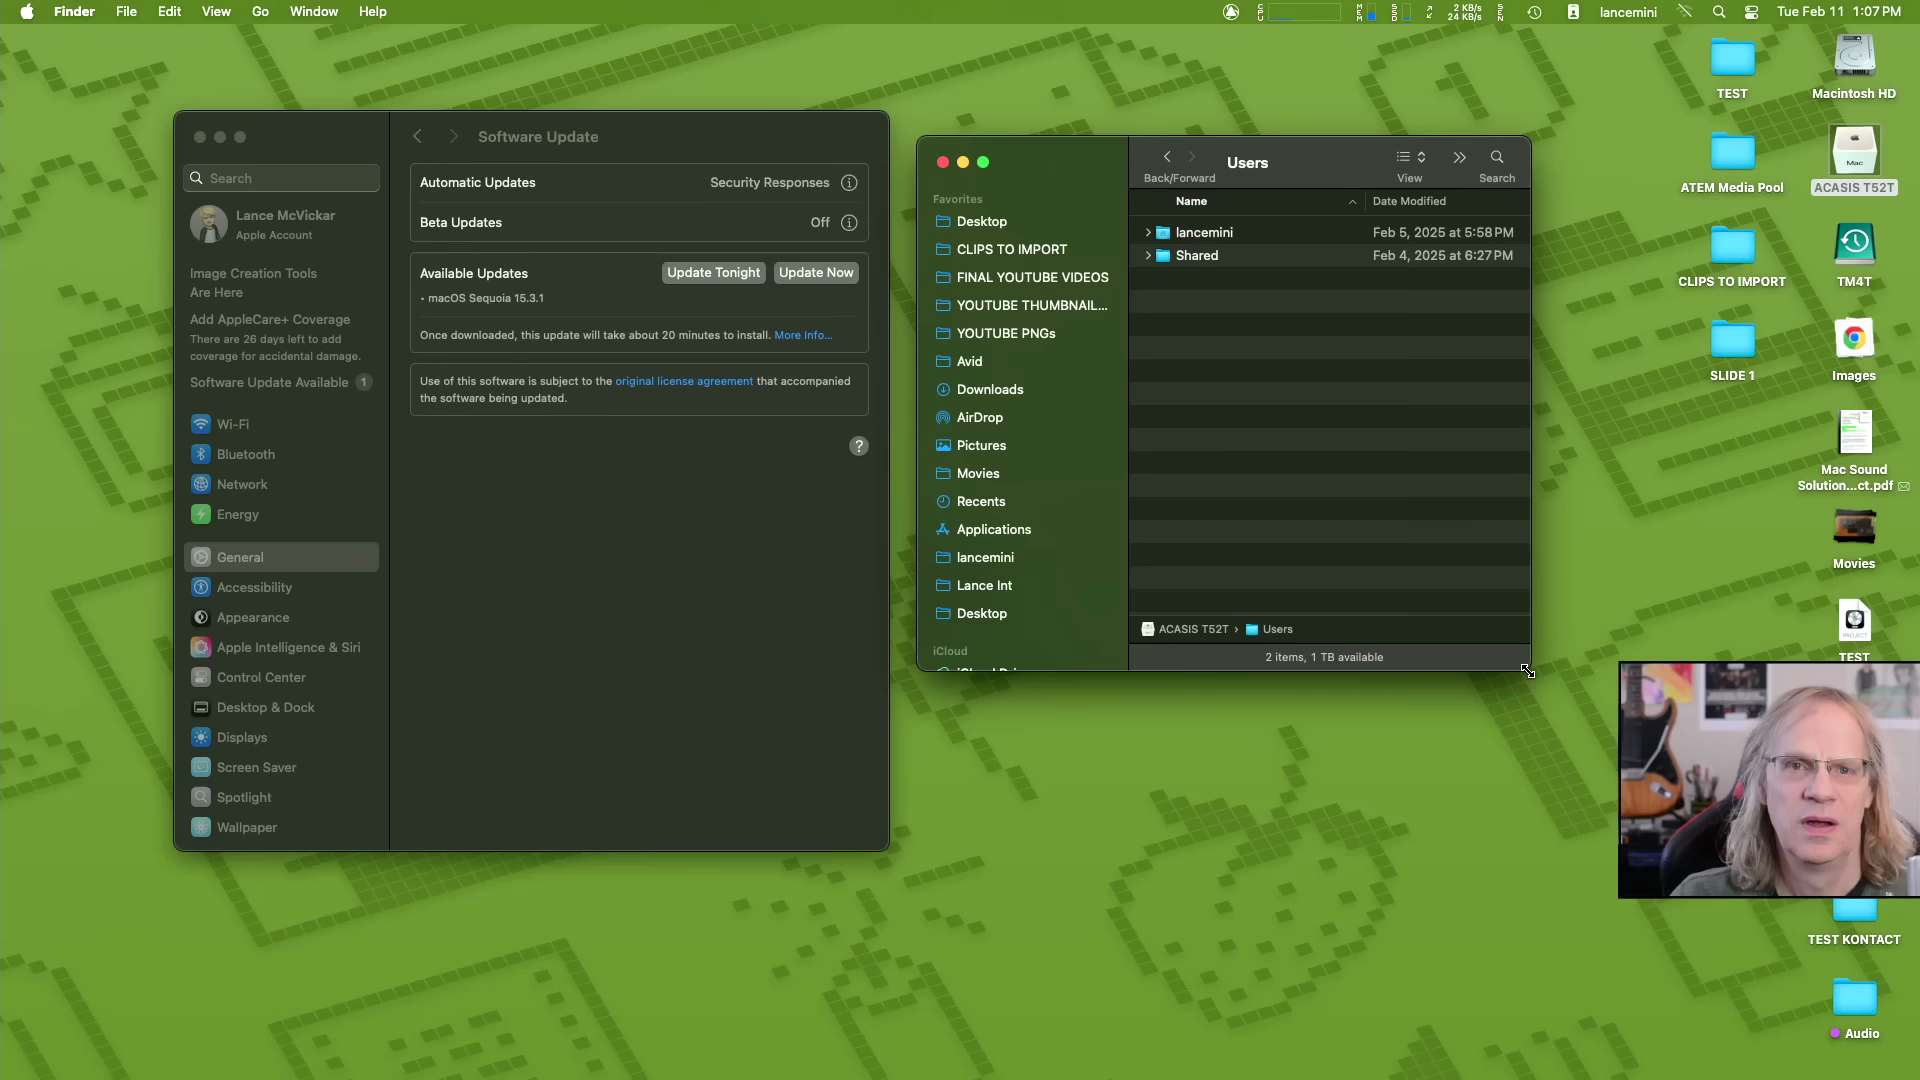 Finder File Edit View Go Window Help
2 KB/s
24 KB/s
lancemini
Tue Feb 11 1:07 PM
Software Update
Search
Lance McVickar
Apple Account
Image Creation Tools
Are Here
Add AppleCare+ Coverage
There are 26 days left to add
coverage for accidental damage.
Software Update Available 1
Wi-Fi
Bluetooth
Network
Energy
General
Accessibility
Appearance
Apple Intelligence & Siri
Control Center
Desktop & Dock
Displays
Screen Saver
Spotlight
Wallpaper
Automatic Updates Security Responses
Beta Updates Off
Available Updates Update Tonight Update Now
• macOS Sequoia 15.3.1
Once downloaded, this update will take about 20 minutes to install. More Info...
Use of this software is subject to the original license agreement that accompanied
the software being updated.
?
Favorites
Desktop
CLIPS TO IMPORT
FINAL YOUTUBE VIDEOS
YOUTUBE THUMBNAIL...
YOUTUBE PNGs
Avid
Downloads
AirDrop
Pictures
Movies
Recents
Applications
lancemini
Lance Int
Desktop
iCloud
Back/Forward
Users
View
Search
Name Date Modified
lancemini Feb 5, 2025 at 5:58 PM
Shared Feb 4, 2025 at 6:27 PM
ACASIS T52T › Users
2 items, 1 TB available
TEST
Macintosh HD
ATEM Media Pool
Mac
ACASIS T52T
CLIPS TO IMPORT
TM4T
SLIDE 1
Images
Mac Sound
Solution...ct.pdf
Movies
PROJECT
TEST
TEST KONTACT
Audio